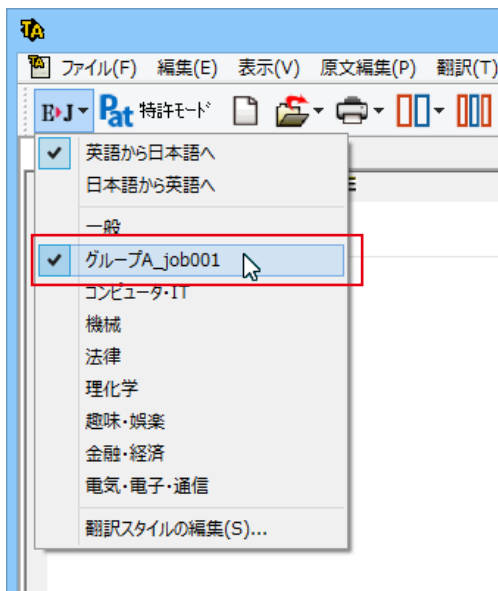 TA
ファイル(F) 編集(E) 表示(V) 原文編集(P) 翻訳(T)
E▶J Pat 特許モード
英語から日本語へ
日本語から英語へ
一般
グループA_job001
コンピュータ・IT
機械
法律
理化学
趣味・娯楽
金融・経済
電気・電子・通信
翻訳スタイルの編集(S)...